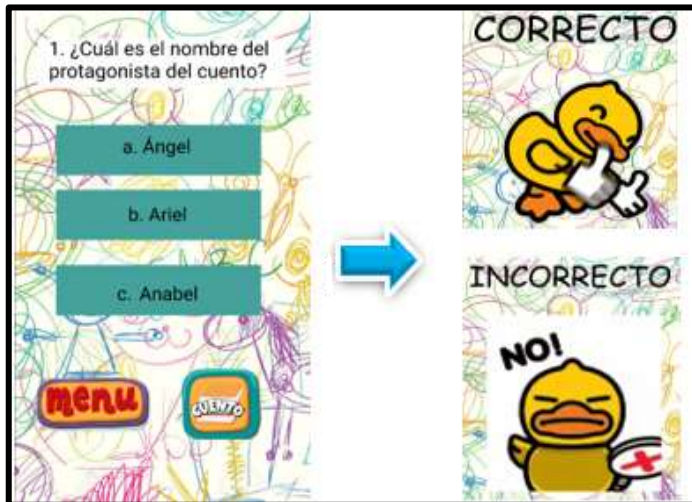 1. ¿Cuál es el nombre del
protagonista del cuento?
a. Ángel
b. Ariel
c. Anabel
menu
CUENTO
CORRECTO
INCORRECTO
NO!